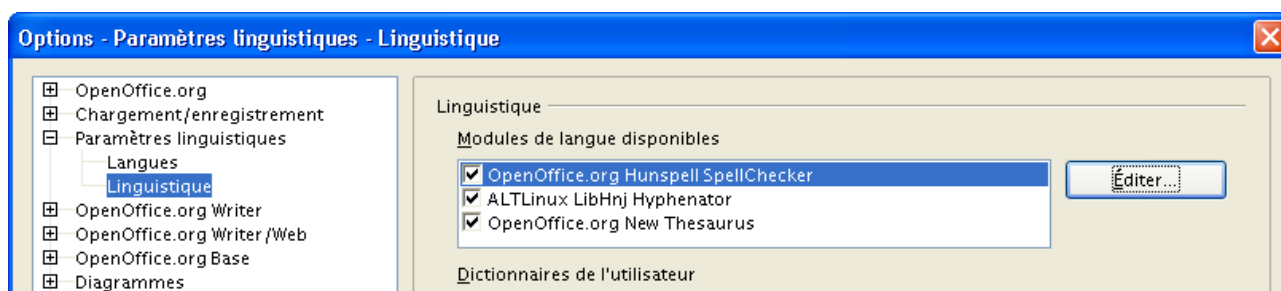 Options - Paramètres linguistiques - Linguistique
OpenOffice.org
Chargement/enregistrement
Paramètres linguistiques
Langues
Linguistique
OpenOffice.org Writer
OpenOffice.org Writer/Web
OpenOffice.org Base
Diagrammes
Linguistique
Modules de langue disponibles
OpenOffice.org Hunspell SpellChecker
ALTLinux LibHnj Hyphenator
OpenOffice.org New Thesaurus
Éditer...
Dictionnaires de l'utilisateur